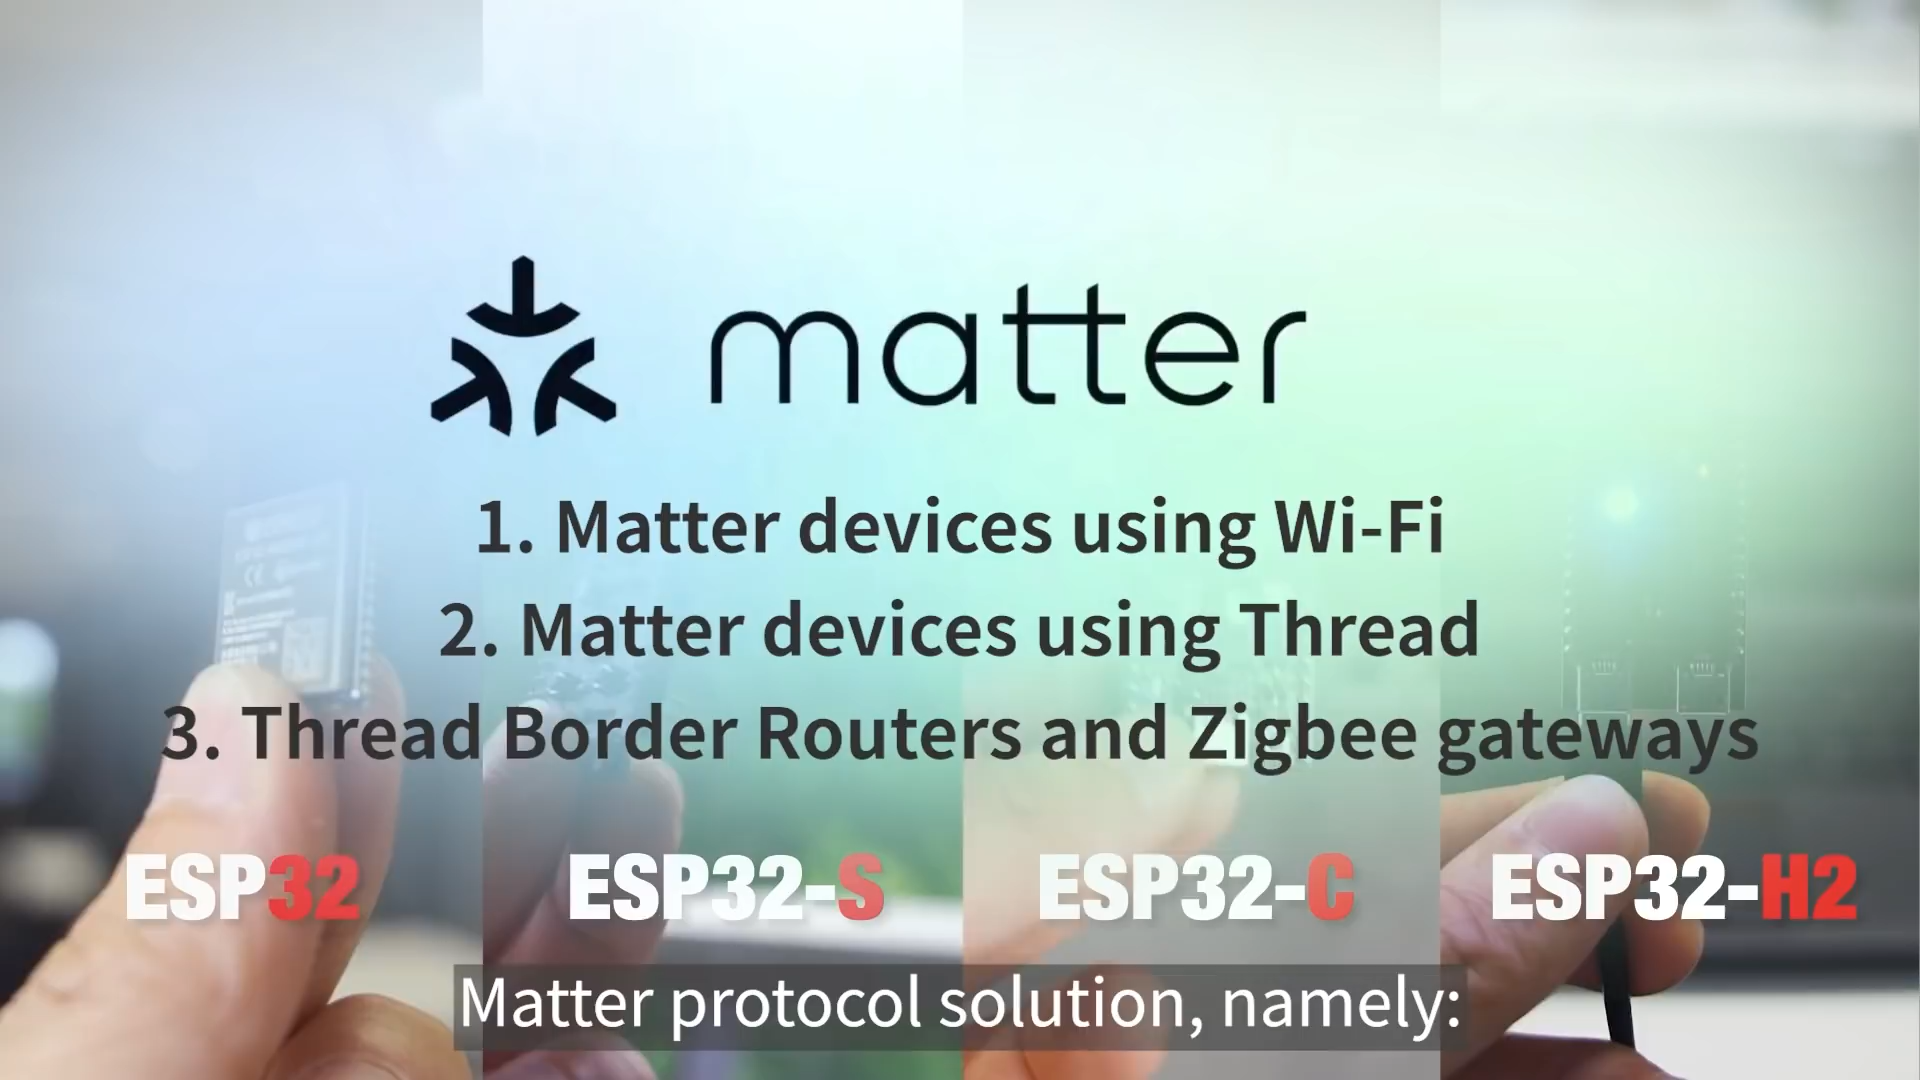 matter
1. Matter devices using Wi-Fi
2. Matter devices using Thread
3. Thread Border Routers and Zigbee gateways
ESP32
ESP32-S
ESP32-C
ESP32-H2
Matter protocol solution, namely: